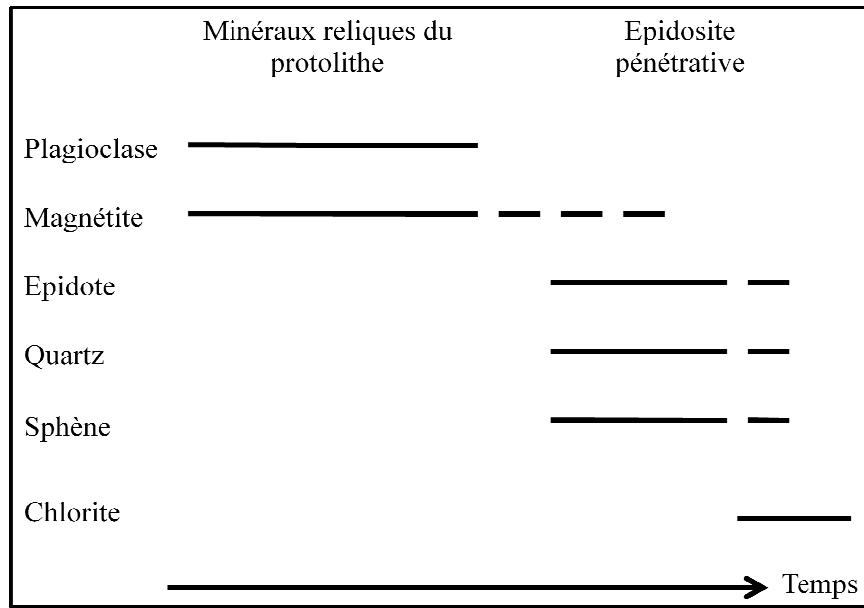 Minéraux reliques du
protolithe
Epidosite
pénétrative
Plagioclase
Magnétite
Epidote
Quartz
Sphène
Chlorite
Temps